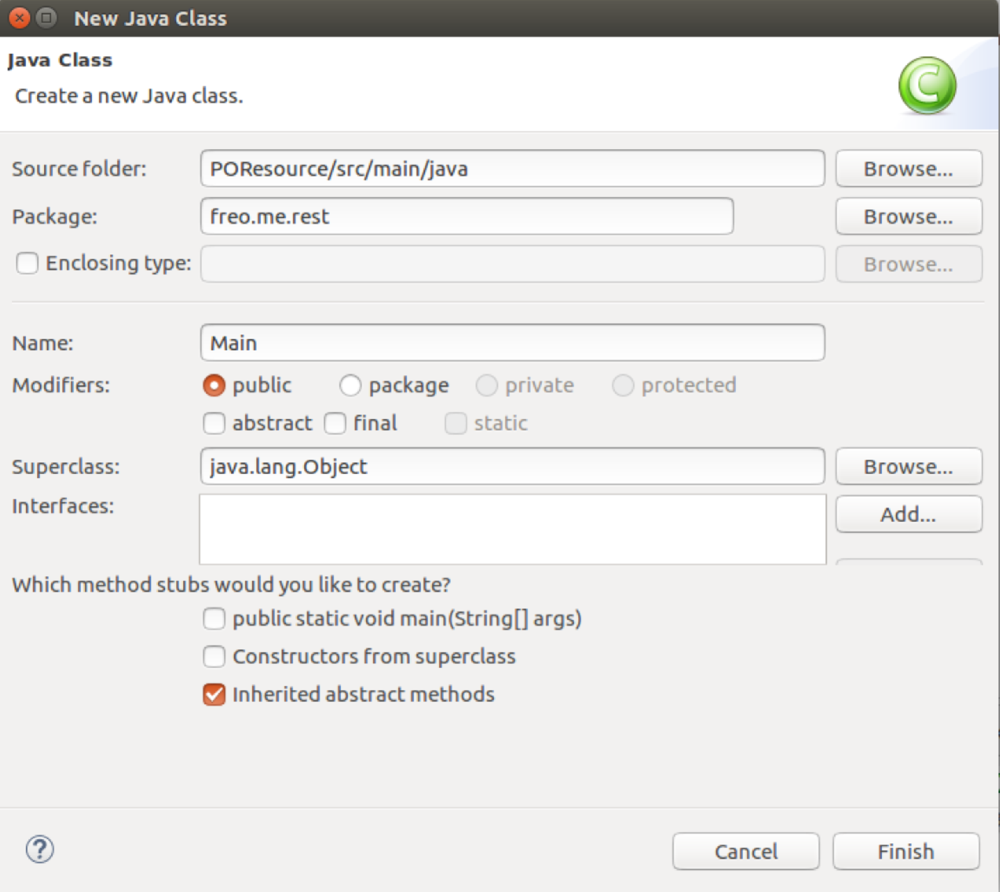 New Java Class
Java Class
Create a new Java class.
Source folder: POResource/src/main/java Browse...
Package: freo.me.rest Browse...
Enclosing type: Browse...
Name: Main
Modifiers: public package private protected
abstract final static
Superclass: java.lang.Object Browse...
Interfaces: Add...
Which method stubs would you like to create?
public static void main(String[] args)
Constructors from superclass
Inherited abstract methods
? Cancel Finish